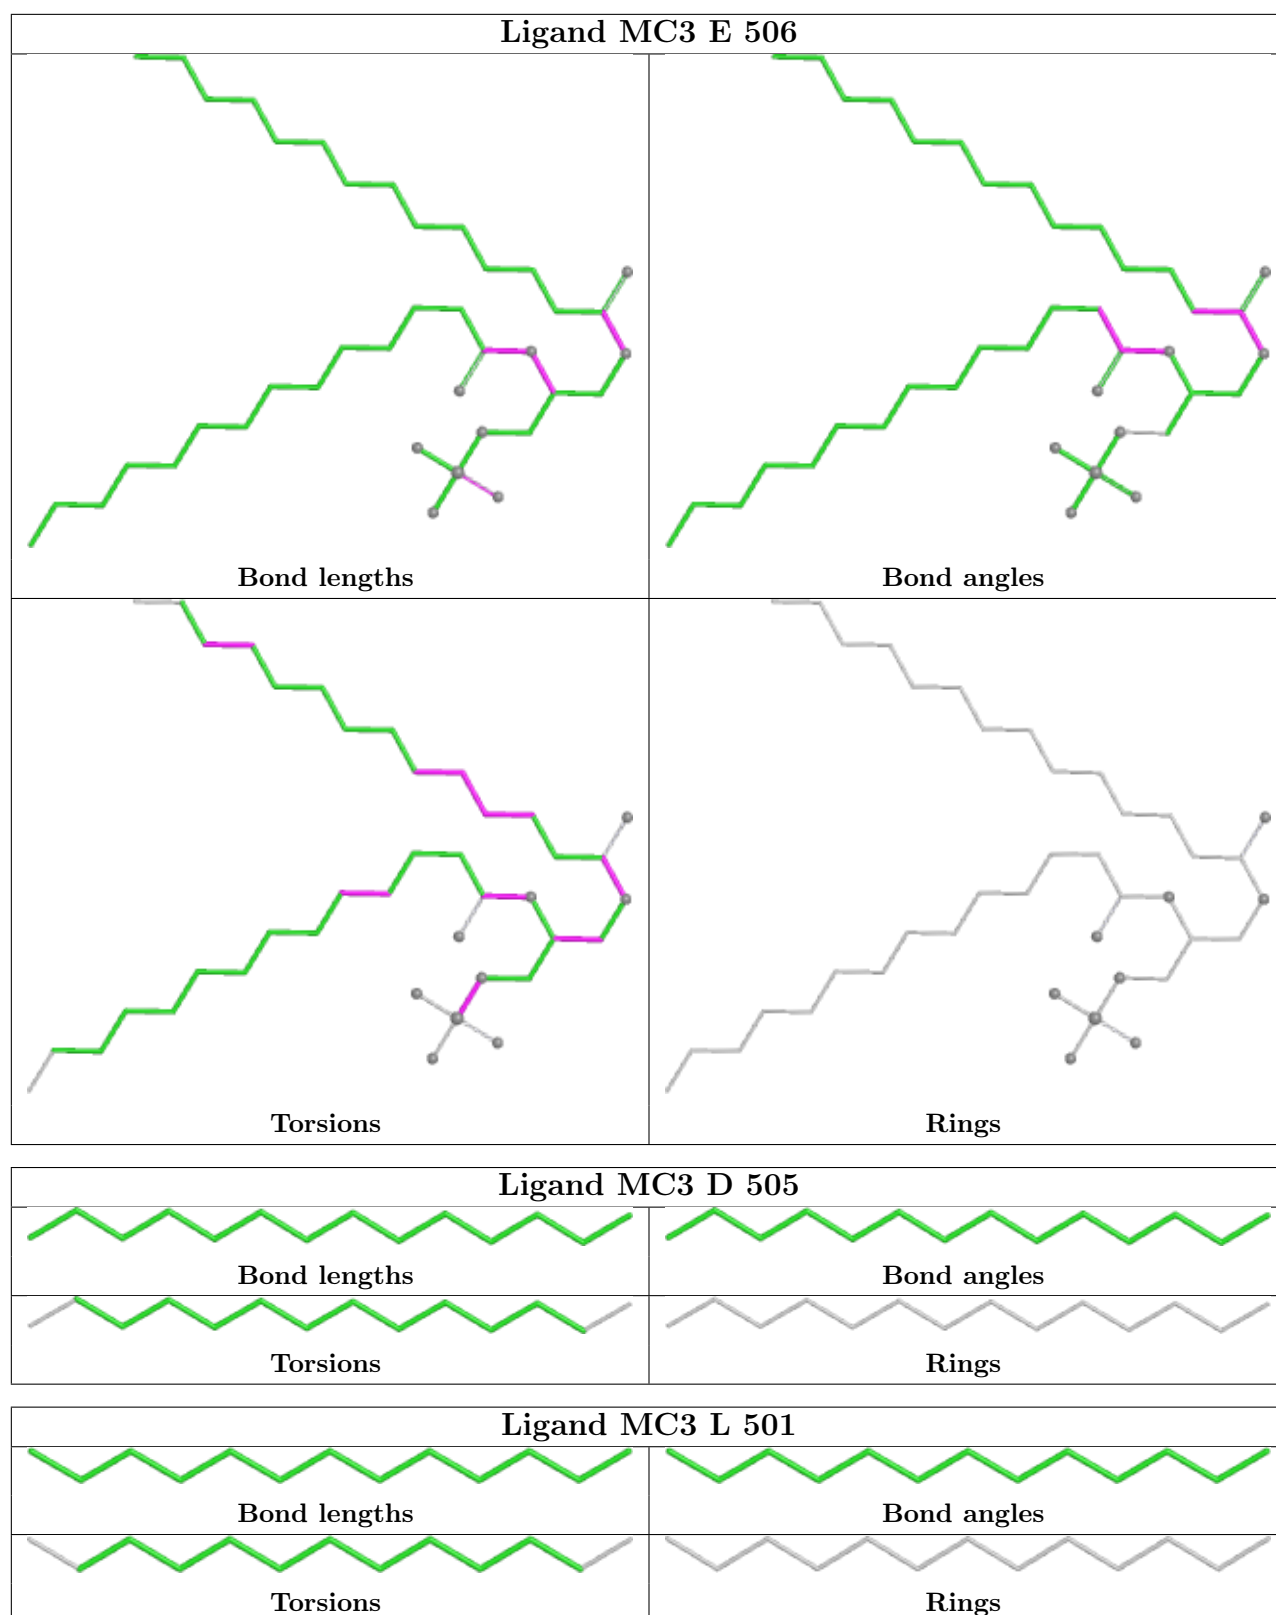 Ligand MC3 E 506
Bond lengths
Bond angles
Torsions
Rings
Ligand MC3 D 505
Bond lengths
Bond angles
Torsions
Rings
Ligand MC3 L 501
Bond lengths
Bond angles
Torsions
Rings